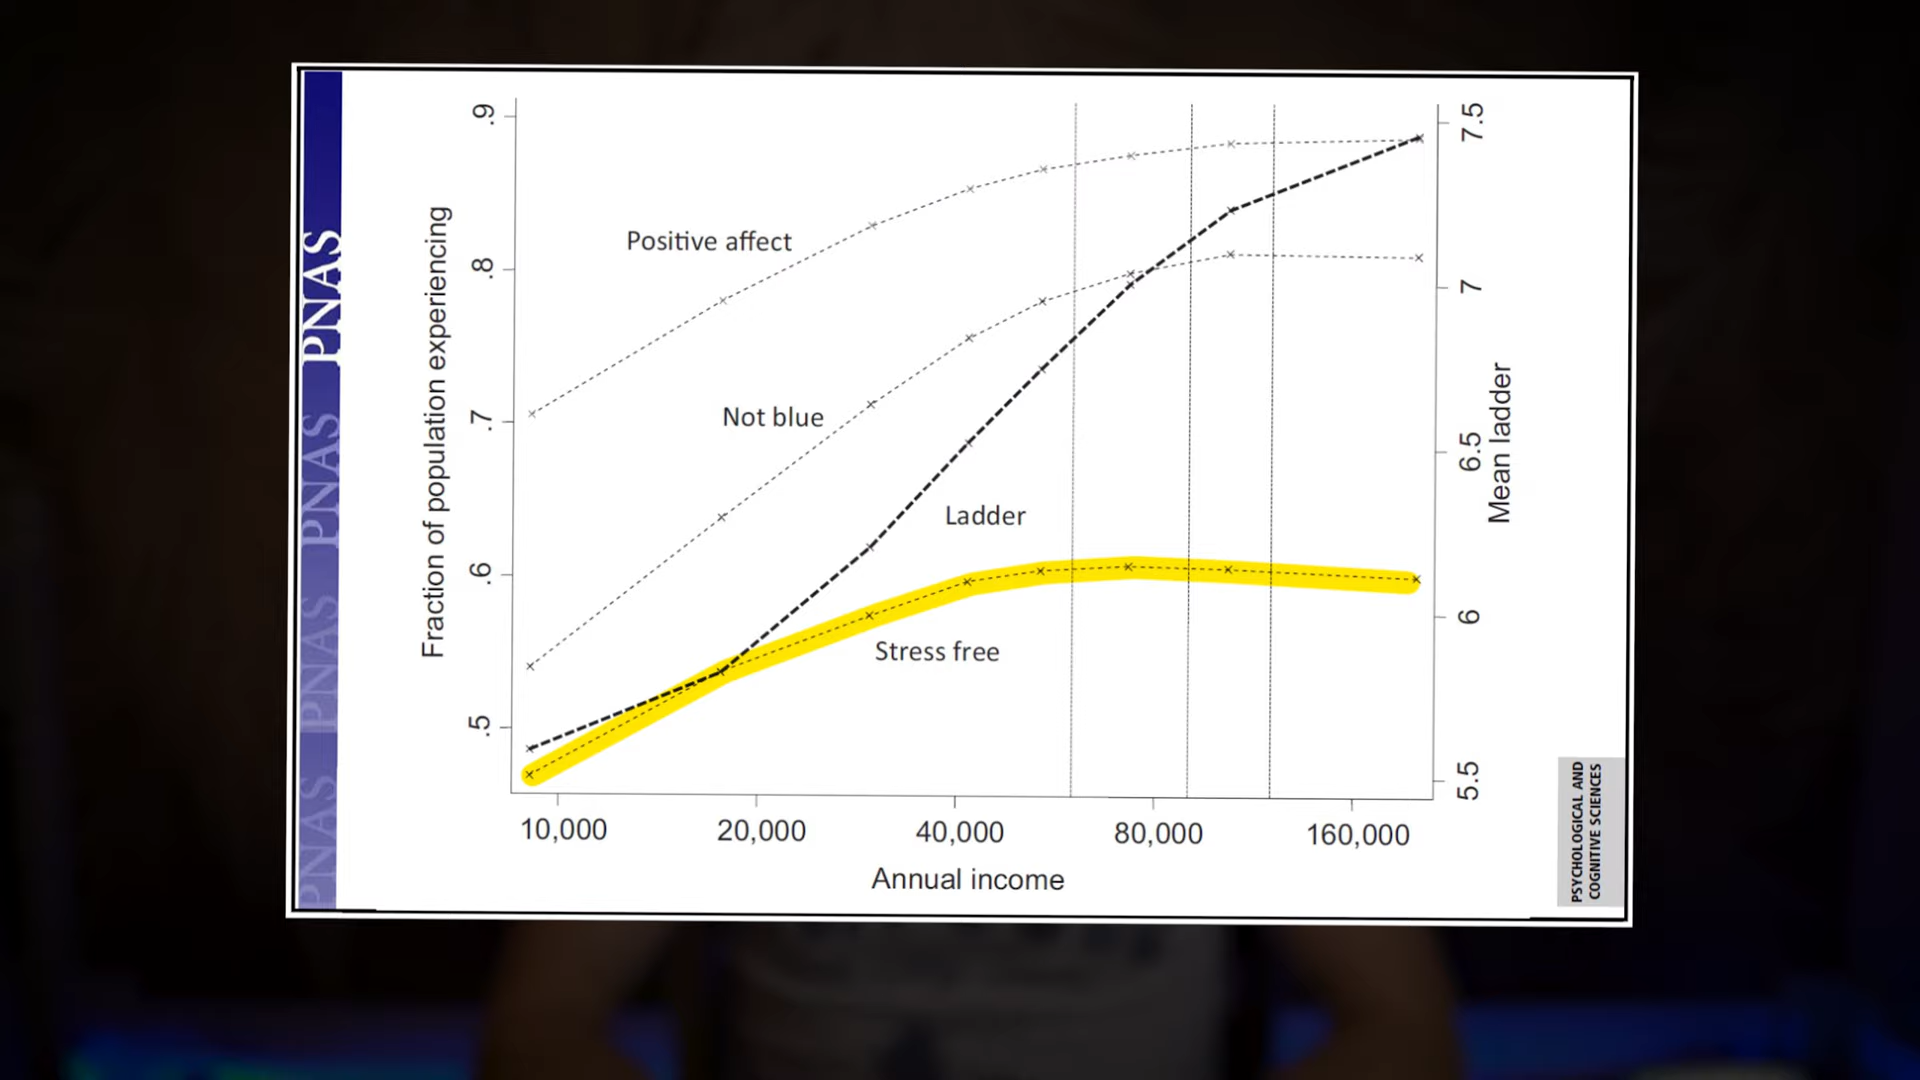 PNAS
PNAS
PNAS
PNAS
Fraction of population experiencing
.9
.8
.7
.6
.5
Positive affect
Not blue
Ladder
Stress free
7.5
7
6.5
6
5.5
Mean ladder
10,000
20,000
40,000
80,000
160,000
Annual income
PSYCHOLOGICAL AND
COGNITIVE SCIENCES